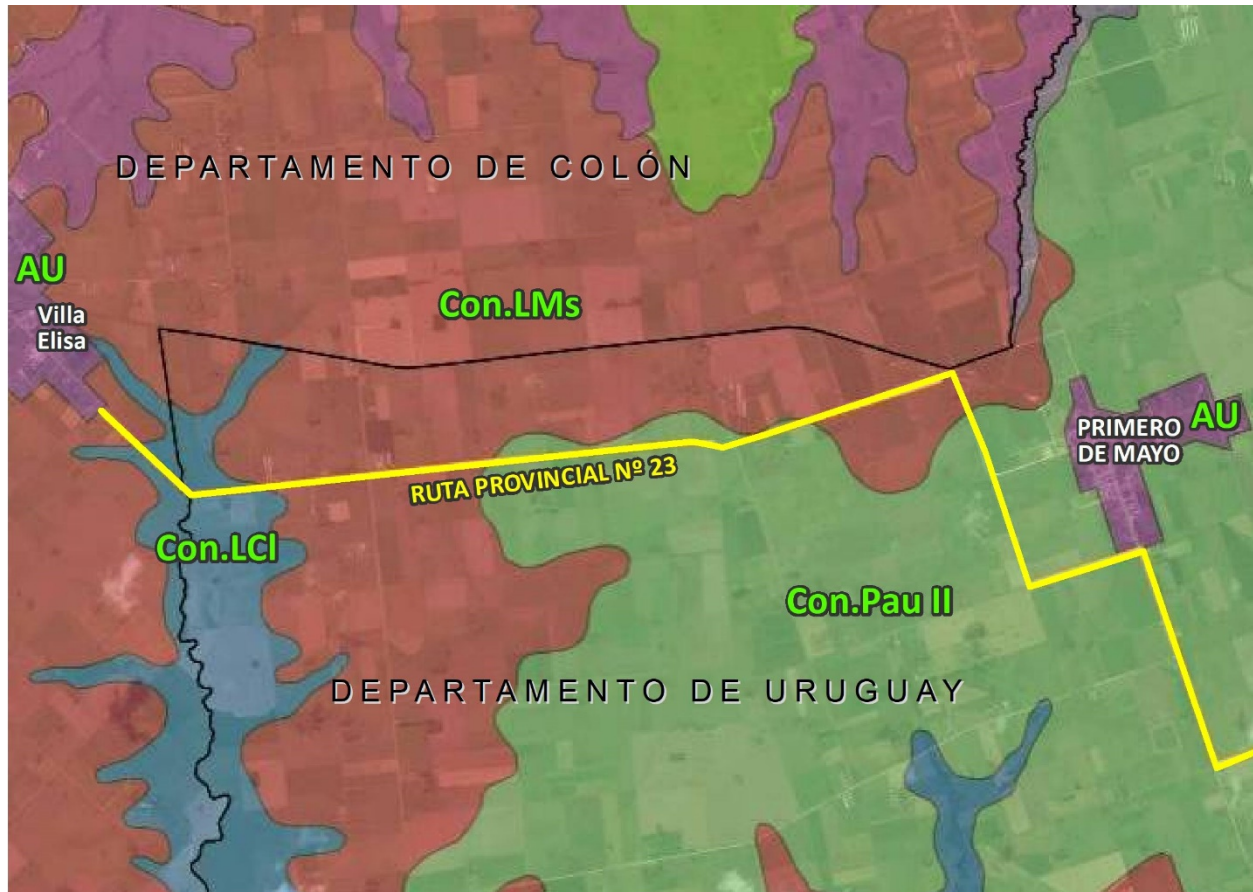 DEPARTAMENTO DE COLÓN
AU
Villa
Elisa
Con.LMs
PRIMERO
DE MAYO
AU
RUTA PROVINCIAL Nº 23
Con.LCl
Con.Pau II
DEPARTAMENTO DE URUGUAY